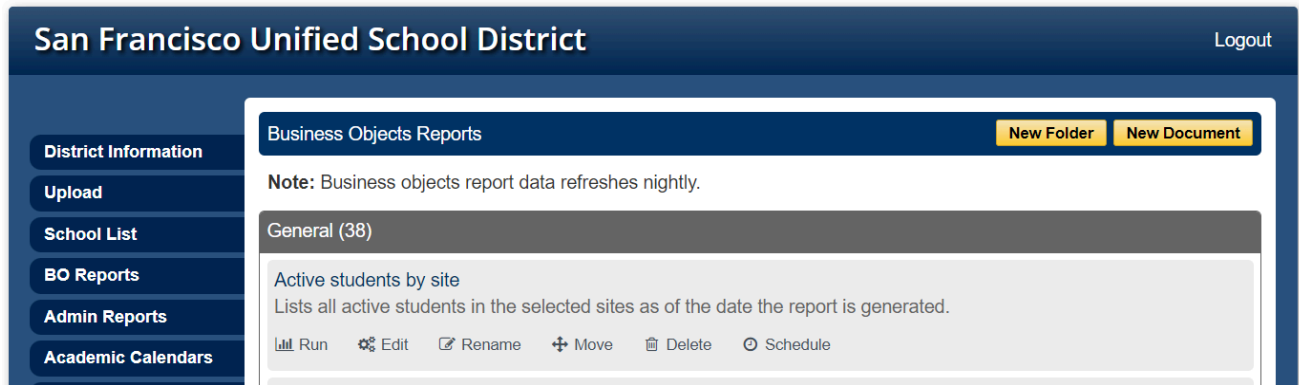 San Francisco Unified School District
Logout
District Information
Upload
School List
BO Reports
Admin Reports
Academic Calendars
Business Objects Reports
New Folder
New Document
Note: Business objects report data refreshes nightly.
General (38)
Active students by site
Lists all active students in the selected sites as of the date the report is generated.
Run Edit Rename Move Delete Schedule